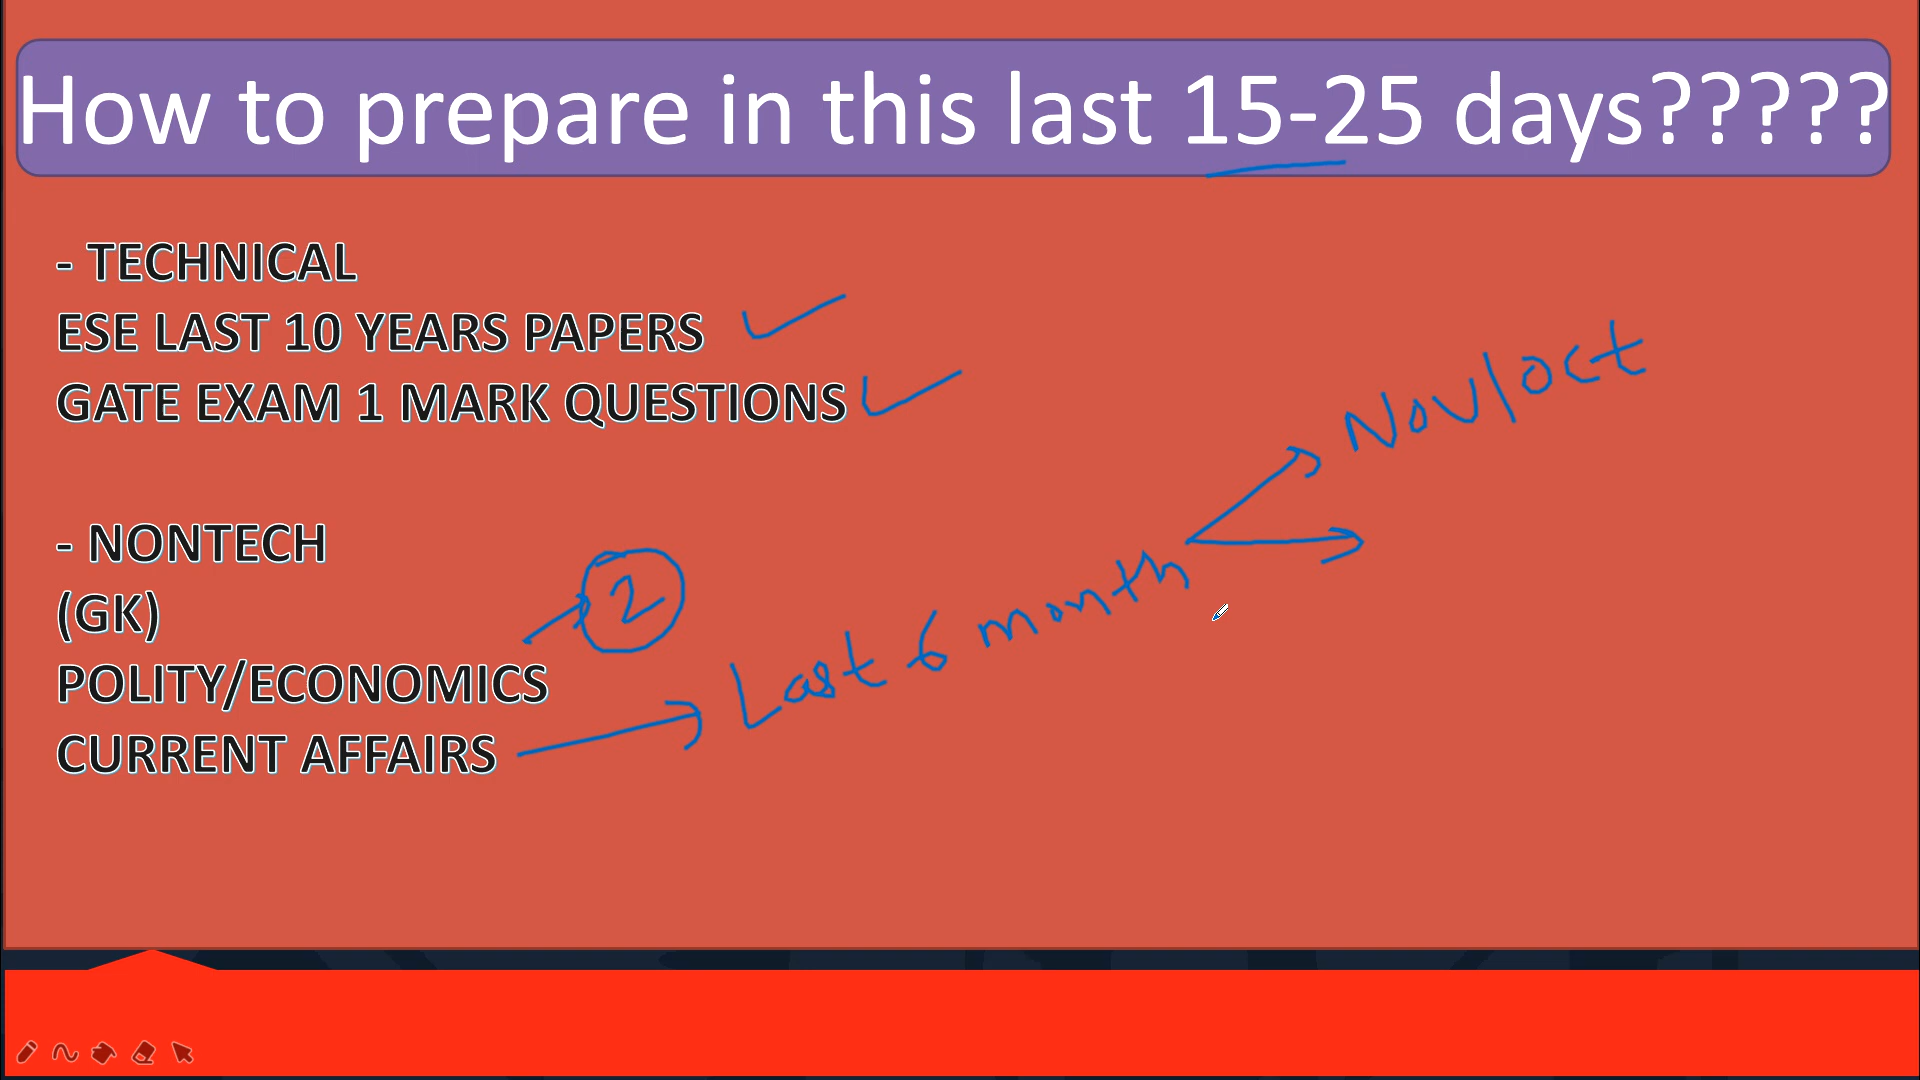 How to prepare in this last 15-25 days?????
- TECHNICAL
ESE LAST 10 YEARS PAPERS
GATE EXAM 1 MARK QUESTIONS
Nov/oct
- NONTECH
(GK)
2
POLITY/ECONOMICS
Last 6 month
CURRENT AFFAIRS